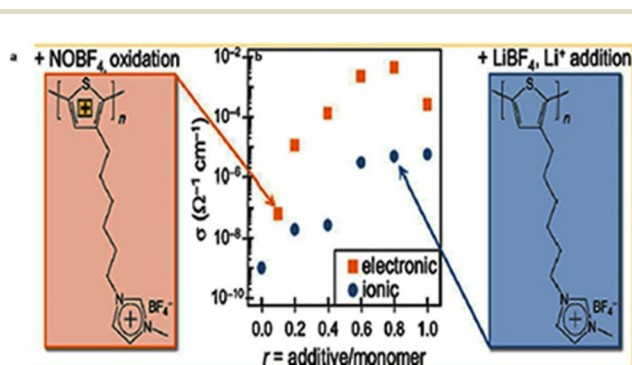 a
+ NOBF₄, oxidation
b
+ LiBF₄, Li⁺ addition
S
n
N
N
BF₄⁻
+
10⁻²
10⁻⁴
10⁻⁶
10⁻⁸
10⁻¹⁰
σ (Ω⁻¹ cm⁻¹)
electronic
ionic
0.0 0.2 0.4 0.6 0.8 1.0
r = additive/monomer
S
n
N
N
BF₄⁻
+